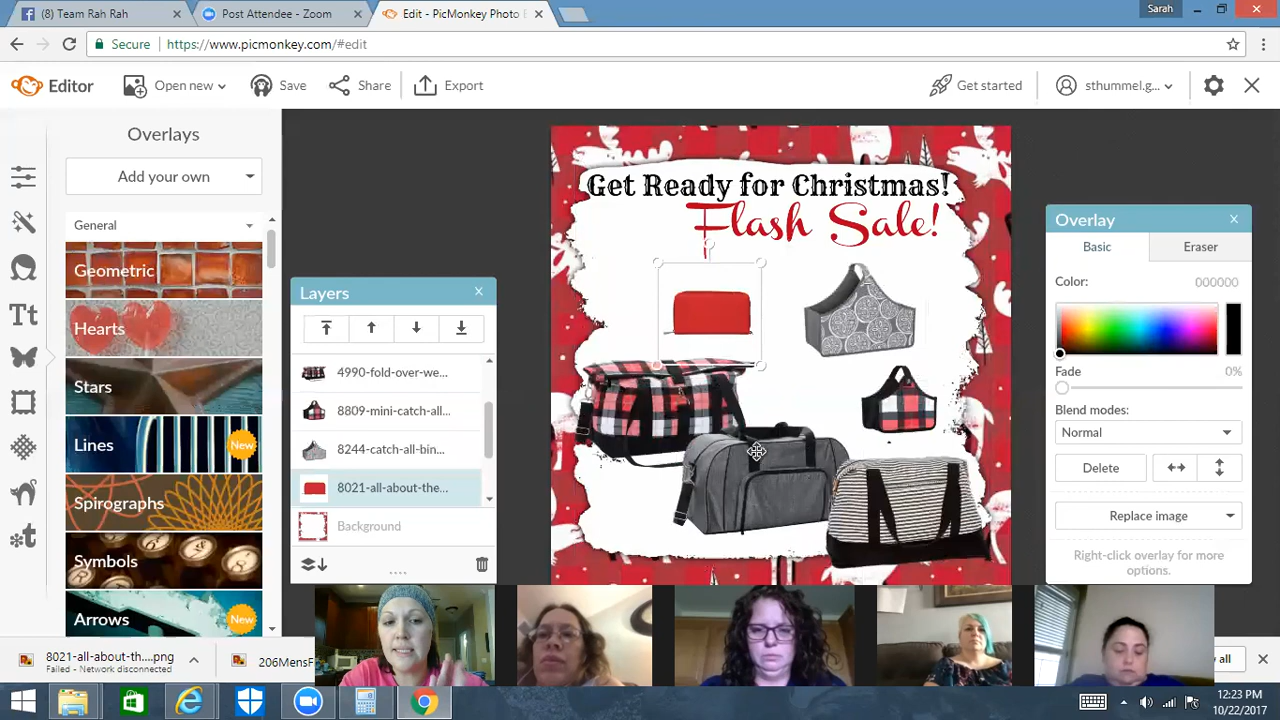 (8) Team Rah Rah
Post Attendee - Zoom
Edit - PicMonkey Photo E
Sarah
Secure
https://www.picmonkey.com/#edit
Editor
Open new
Save
Share
Export
Get started
sthummel.g...
Overlays
Add your own
General
Geometric
Hearts
Stars
Lines
New
Spirographs
Symbols
Arrows
New
Tt
Layers
4990-fold-over-we...
8809-mini-catch-all...
8244-catch-all-bin...
8021-all-about-the...
Background
Get Ready for Christmas!
Flash Sale!
Overlay
Basic
Eraser
Color:
000000
Fade
0%
Blend modes:
Normal
Delete
Replace image
Right-click overlay for more
options.
8021-all-about-th....png
Failed - Network disconnected
206MensF
all
12:23 PM
10/22/2017